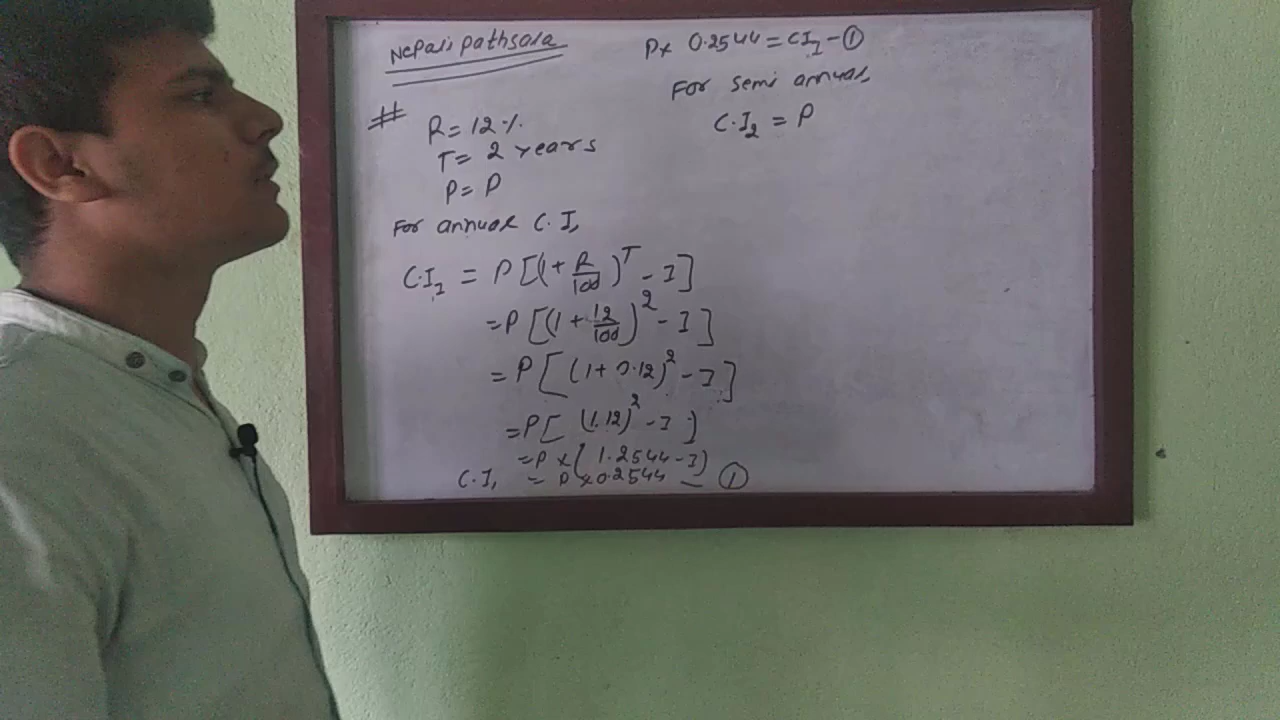 Nepali pathsala
#
R = 12%
T = 2 years
P = P
For annual C.I,
C.I₁ = P[(1 + R/100)^T - 1]
= P[(1 + 12/100)^2 - 1]
= P[(1 + 0.12)^2 - 1]
= P[(1.12)^2 - 1]
= P × (1.2544 - 1)
C.I₁ = P × 0.2544 — ①
P × 0.2544 = CI₁ - ①
For semi annual,
C.I₂ = P